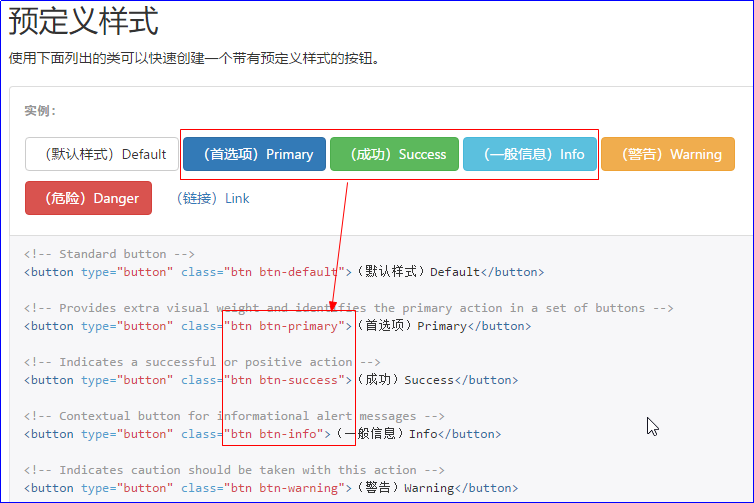 预定义样式
使用下面列出的类可以快速创建一个带有预定义样式的按钮。
实例：
（默认样式）Default （首选项）Primary （成功）Success （一般信息）Info （警告）Warning
（危险）Danger （链接）Link
<!-- Standard button -->
<button type="button" class="btn btn-default">（默认样式）Default</button>
<!-- Provides extra visual weight and identifies the primary action in a set of buttons -->
<button type="button" class="btn btn-primary">（首选项）Primary</button>
<!-- Indicates a successful or positive action -->
<button type="button" class="btn btn-success">（成功）Success</button>
<!-- Contextual button for informational alert messages -->
<button type="button" class="btn btn-info">（一般信息）Info</button>
<!-- Indicates caution should be taken with this action -->
<button type="button" class="btn btn-warning">（警告）Warning</button>